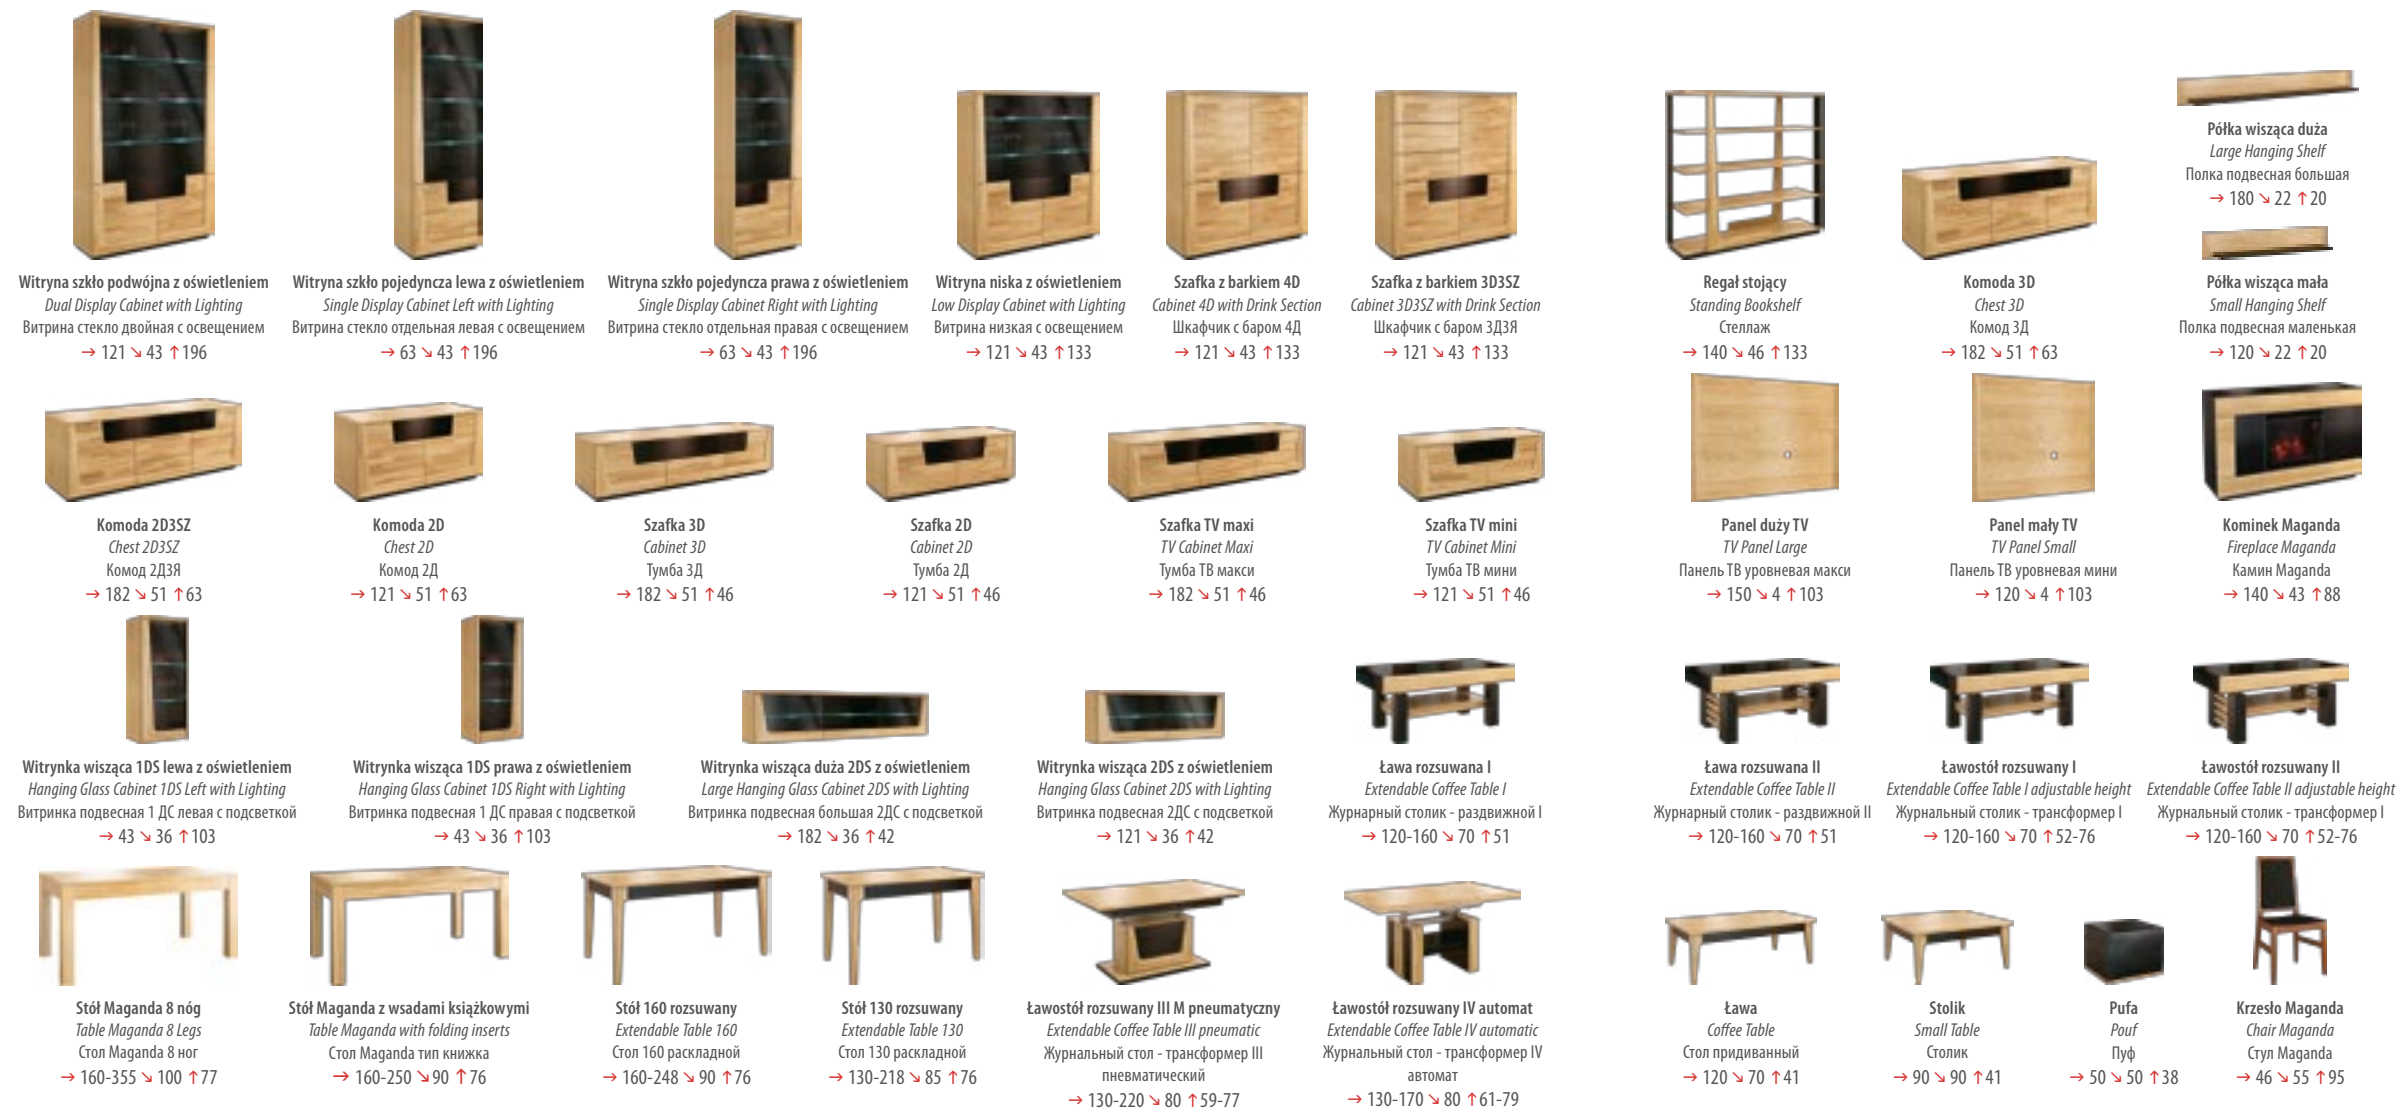 Witryna szkło podwójna z oświetleniem
Dual Display Cabinet with Lighting
Витрина стекло двойная с освещением
→ 121 ↘ 43 ↑196
Witryna szkło pojedyncza lewa z oświetleniem
Single Display Cabinet Left with Lighting
Витрина стекло отдельная левая с освещением
→ 63 ↘ 43 ↑196
Witryna szkło pojedyncza prawa z oświetleniem
Single Display Cabinet Right with Lighting
Витрина стекло отдельная правая с освещением
→ 63 ↘ 43 ↑196
Witryna niska z oświetleniem
Low Display Cabinet with Lighting
Витрина низкая с освещением
→ 121 ↘ 43 ↑133
Szafka z barkiem 4D
Cabinet 4D with Drink Section
Шкафчик с баром 4Д
→ 121 ↘ 43 ↑133
Szafka z barkiem 3D3SZ
Cabinet 3D3SZ with Drink Section
Шкафчик с баром 3Д3Я
→ 121 ↘ 43 ↑133
Regał stojący
Standing Bookshelf
Стеллаж
→ 140 ↘ 46 ↑133
Komoda 3D
Chest 3D
Комод 3Д
→ 182 ↘ 51 ↑63
Półka wisząca duża
Large Hanging Shelf
Полка подвесная большая
→ 180 ↘ 22 ↑20
Półka wisząca mała
Small Hanging Shelf
Полка подвесная маленькая
→ 120 ↘ 22 ↑20
Komoda 2D3SZ
Chest 2D3SZ
Комод 2Д3Я
→ 182 ↘ 51 ↑63
Komoda 2D
Chest 2D
Комод 2Д
→ 121 ↘ 51 ↑63
Szafka 3D
Cabinet 3D
Тумба 3Д
→ 182 ↘ 51 ↑46
Szafka 2D
Cabinet 2D
Тумба 2Д
→ 121 ↘ 51 ↑46
Szafka TV maxi
TV Cabinet Maxi
Тумба ТВ макси
→ 182 ↘ 51 ↑46
Szafka TV mini
TV Cabinet Mini
Тумба ТВ мини
→ 121 ↘ 51 ↑46
Panel duży TV
TV Panel Large
Панель ТВ уровневая макси
→ 150 ↘ 4 ↑103
Panel mały TV
TV Panel Small
Панель ТВ уровневая мини
→ 120 ↘ 4 ↑103
Kominek Maganda
Fireplace Maganda
Камин Maganda
→ 140 ↘ 43 ↑88
Witrynka wisząca 1DS lewa z oświetleniem
Hanging Glass Cabinet 1DS Left with Lighting
Витринка подвесная 1 ДС левая с подсветкой
→ 43 ↘ 36 ↑103
Witrynka wisząca 1DS prawa z oświetleniem
Hanging Glass Cabinet 1DS Right with Lighting
Витринка подвесная 1 ДС правая с подсветкой
→ 43 ↘ 36 ↑103
Witrynka wisząca duża 2DS z oświetleniem
Large Hanging Glass Cabinet 2DS with Lighting
Витринка подвесная большая 2ДС с подсветкой
→ 182 ↘ 36 ↑42
Witrynka wisząca 2DS z oświetleniem
Hanging Glass Cabinet 2DS with Lighting
Витринка подвесная 2ДС с подсветкой
→ 121 ↘ 36 ↑42
Ława rozsuwana I
Extendable Coffee Table I
Журнарный столик - раздвижной I
→ 120-160 ↘ 70 ↑51
Ława rozsuwana II
Extendable Coffee Table II
Журнарный столик - раздвижной II
→ 120-160 ↘ 70 ↑51
Ławostół rozsuwany I
Extendable Coffee Table I adjustable height
Журнальный столик - трансформер I
→ 120-160 ↘ 70 ↑52-76
Ławostół rozsuwany II
Extendable Coffee Table II adjustable height
Журнальный столик - трансформер I
→ 120-160 ↘ 70 ↑52-76
Stół Maganda 8 nóg
Table Maganda 8 Legs
Стол Maganda 8 ног
→ 160-355 ↘ 100 ↑77
Stół Maganda z wsadami książkowymi
Table Maganda with folding inserts
Стол Maganda тип книжка
→ 160-250 ↘90 ↑76
Stół 160 rozsuwany
Extendable Table 160
Стол 160 раскладной
→ 160-248 ↘ 90 ↑76
Stół 130 rozsuwany
Extendable Table 130
Стол 130 раскладной
→ 130-218 ↘ 85 ↑76
Ławostół rozsuwany III M pneumatyczny
Extendable Coffee Table III pneumatic
Журнальный стол - трансформер III
пневматический
→ 130-220 ↘ 80 ↑59-77
Ławostół rozsuwany IV automat
Extendable Coffee Table IV automatic
Журнальный стол - трансформер IV
автомат
→ 130-170 ↘ 80 ↑61-79
Ława
Coffee Table
Стол придиванный
→ 120 ↘ 70 ↑41
Stolik
Small Table
Столик
→ 90 ↘ 90 ↑41
Pufa
Pouf
Пуф
→ 50 ↘ 50 ↑38
Krzesło Maganda
Chair Maganda
Стул Maganda
→ 46 ↘ 55 ↑95